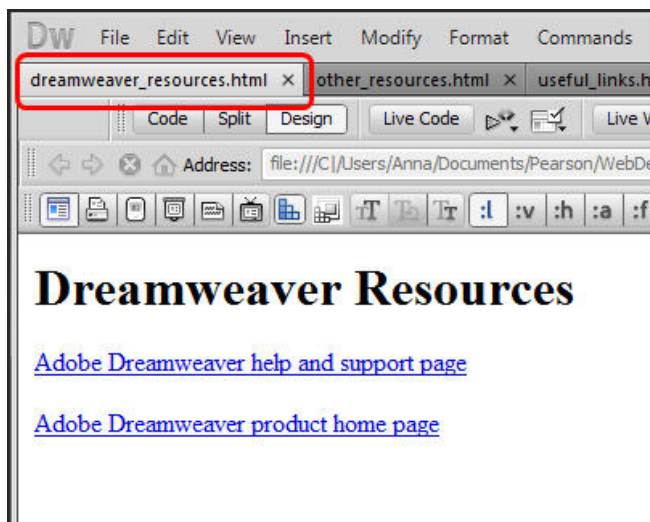 DW File Edit View Insert Modify Format Commands
dreamweaver_resources.html × other_resources.html × useful_links.h
Code Split Design Live Code Live V
Address: file:///C|/Users/Anna/Documents/Pearson/WebDe
:l :v :h :a :f
Dreamweaver Resources
Adobe Dreamweaver help and support page
Adobe Dreamweaver product home page